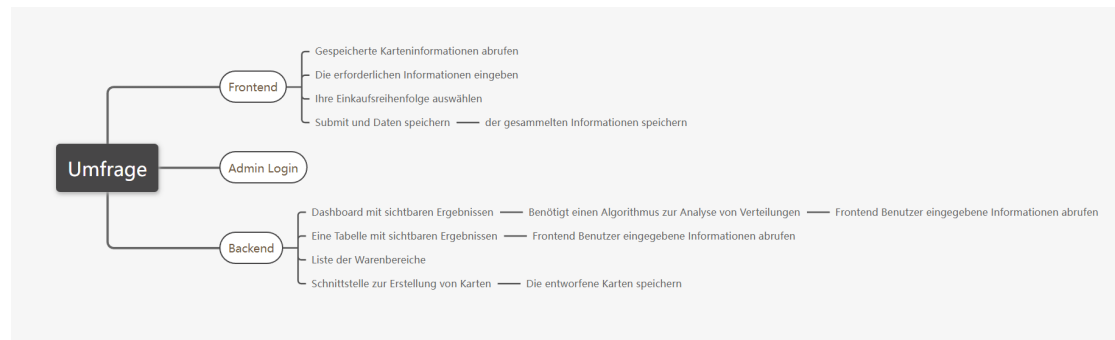 Umfrage
Frontend
Gespeicherte Karteninformationen abrufen
Die erforderlichen Informationen eingeben
Ihre Einkaufsreihenfolge auswählen
Submit und Daten speichern der gesammelten Informationen speichern
Admin Login
Backend
Dashboard mit sichtbaren Ergebnissen Benötigt einen Algorithmus zur Analyse von Verteilungen Frontend Benutzer eingegebene Informationen abrufen
Eine Tabelle mit sichtbaren Ergebnissen Frontend Benutzer eingegebene Informationen abrufen
Liste der Warenbereiche
Schnittstelle zur Erstellung von Karten Die entworfene Karten speichern